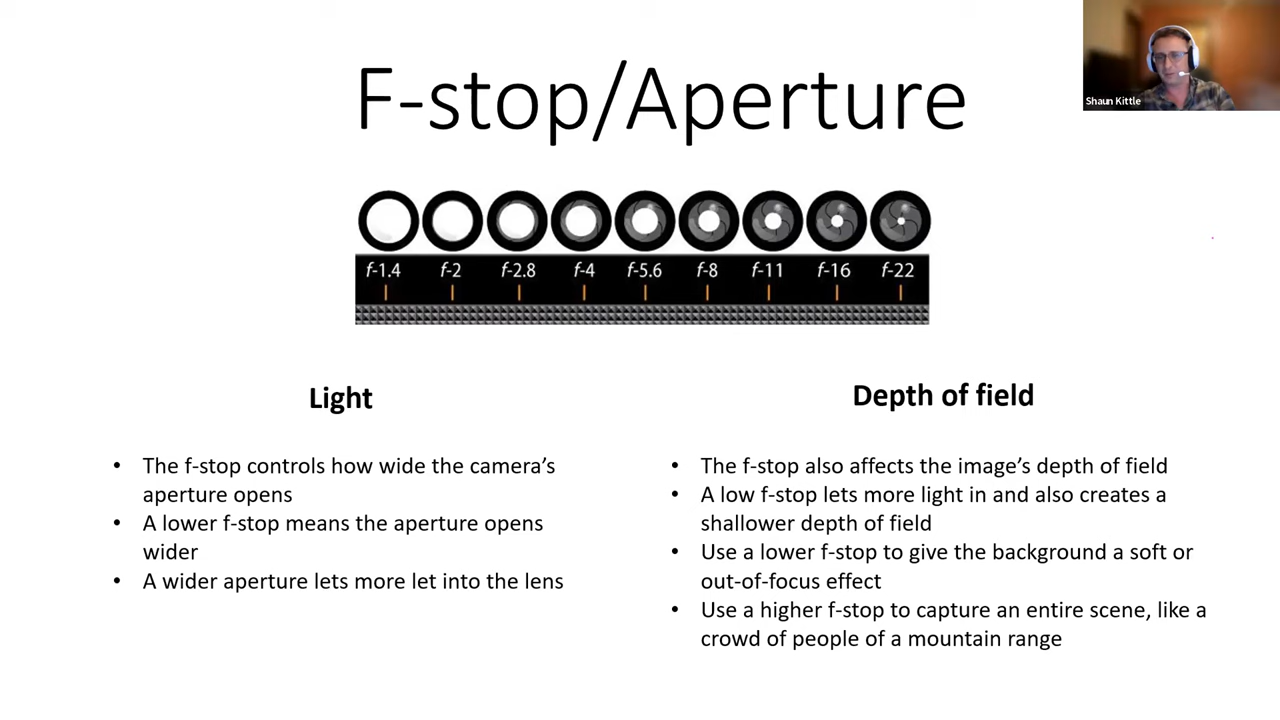 F-stop/Aperture
Shaun Kittle
f-1.4 f-2 f-2.8 f-4 f-5.6 f-8 f-11 f-16 f-22
Light
• The f-stop controls how wide the camera’s
aperture opens
• A lower f-stop means the aperture opens
wider
• A wider aperture lets more let into the lens
Depth of field
• The f-stop also affects the image’s depth of field
• A low f-stop lets more light in and also creates a
shallower depth of field
• Use a lower f-stop to give the background a soft or
out-of-focus effect
• Use a higher f-stop to capture an entire scene, like a
crowd of people of a mountain range